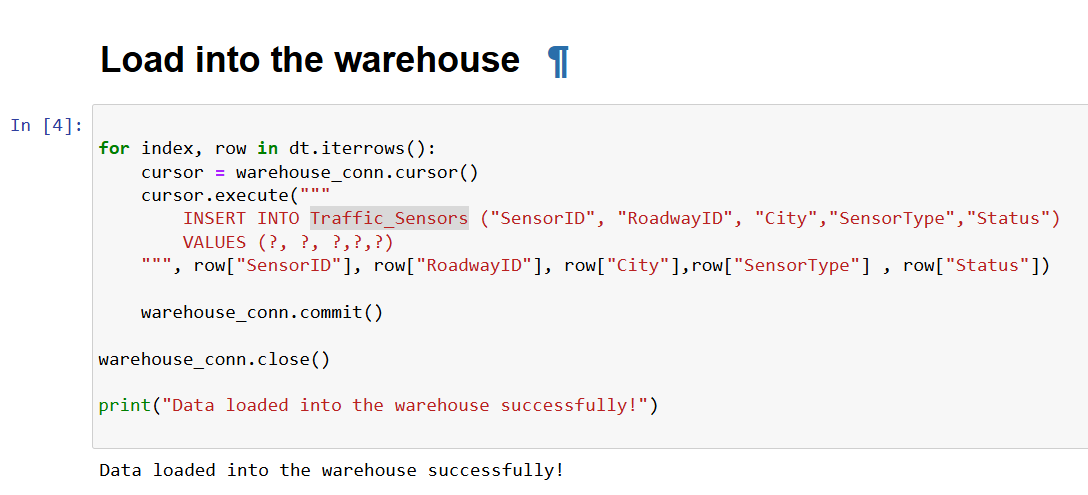 Load into the warehouse ¶
In [4]:
for index, row in dt.iterrows():
    cursor = warehouse_conn.cursor()
    cursor.execute("""
        INSERT INTO Traffic_Sensors ("SensorID", "RoadwayID", "City","SensorType","Status")
        VALUES (?, ?, ?,?,?)
    """, row["SensorID"], row["RoadwayID"], row["City"],row["SensorType"] , row["Status"])
    warehouse_conn.commit()
warehouse_conn.close()
print("Data loaded into the warehouse successfully!")
Data loaded into the warehouse successfully!